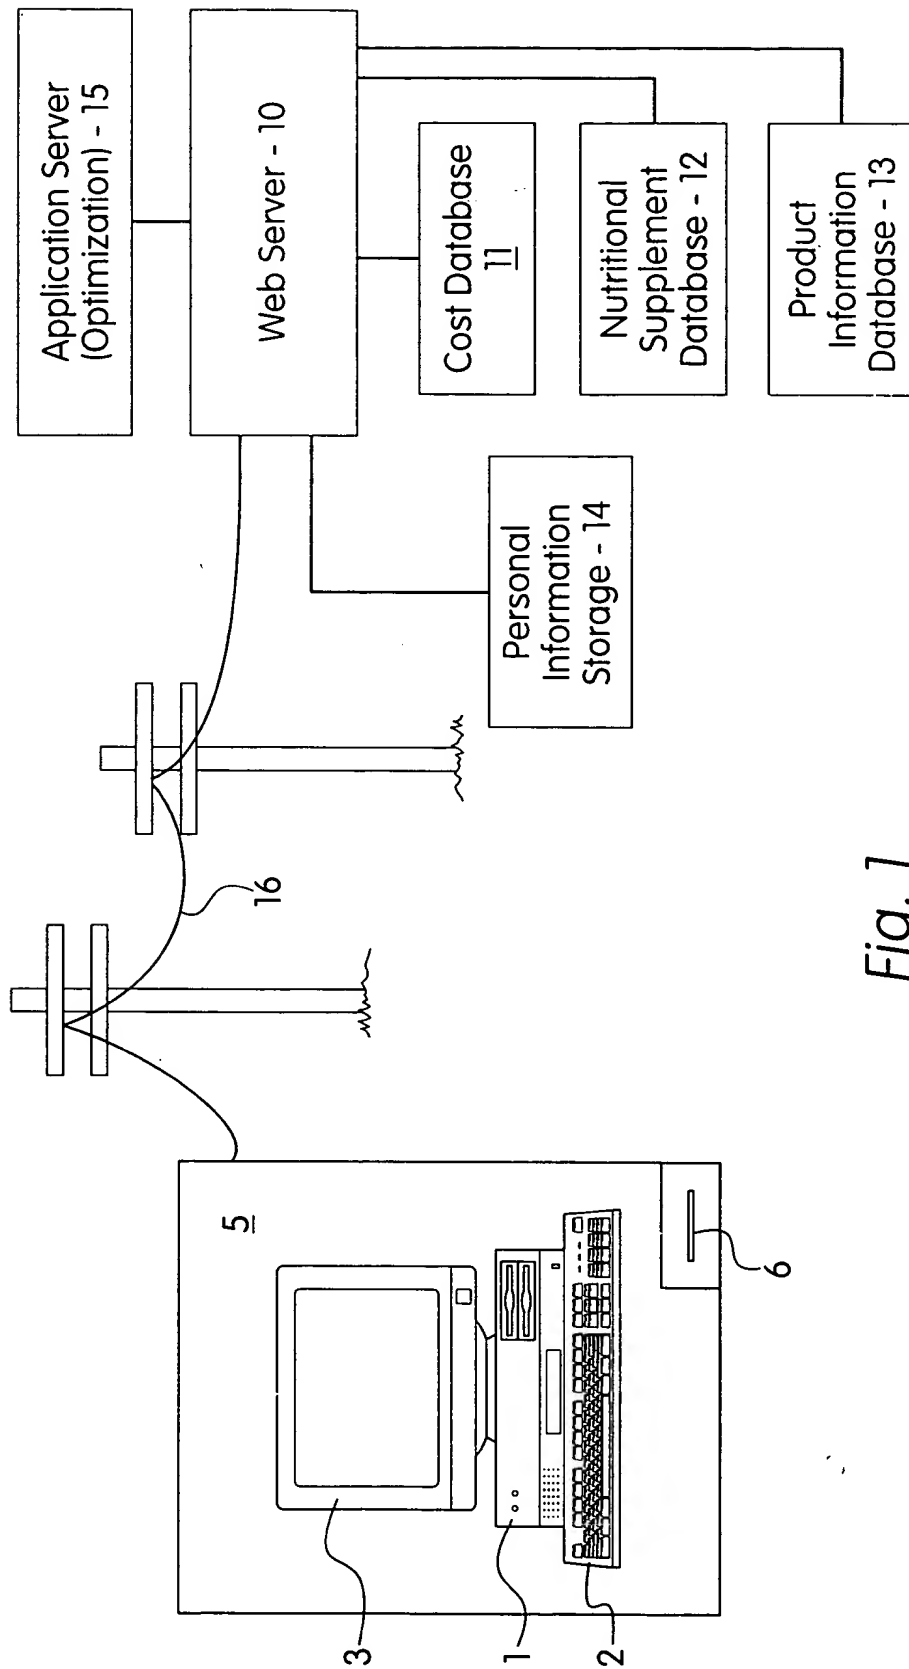 Application Server
(Optimization) - 15
Web Server - 10
Cost Database
11
Nutritional
Supplement
Database - 12
Product
Information
Database - 13
Personal
Information
Storage - 14
16
5
6
3
1
2
Fig. 1